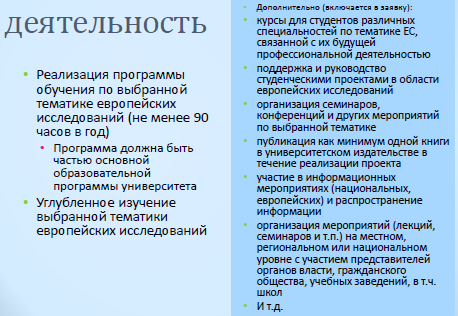 деятельность
Реализация программы
обучения по выбранной
тематике европейских
исследований (не менее 90
часов в год)
Программа должна быть
частью основной
образовательной
программы университета
Углубленное изучение
выбранной тематики
европейских исследований
Дополнительно (включается в заявку):
курсы для студентов различных
специальностей по тематике ЕС,
связанной с их будущей
профессиональной деятельностью
поддержка и руководство
студенческими проектами в области
европейских исследований
организация семинаров,
конференций и других мероприятий
по выбранной тематике
публикация как минимум одной книги
в университетском издательстве в
течение реализации проекта
участие в информационных
мероприятиях (национальных,
европейских) и распространение
информации
организация мероприятий (лекций,
семинаров и т.п.) на местном,
региональном или национальном
уровне с участием представителей
органов власти, гражданского
общества, учебных заведений, в т.ч.
школ
И т.д.